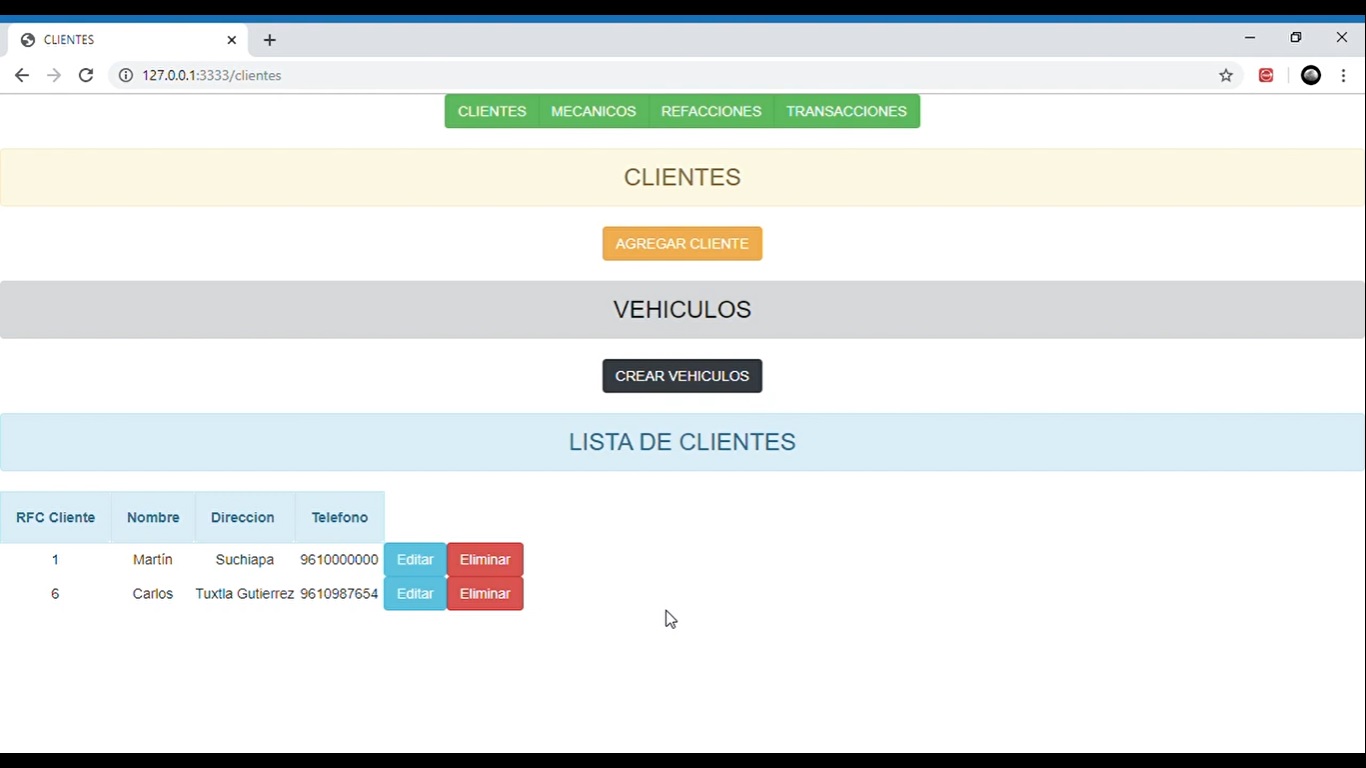 CLIENTES
127.0.0.1:3333/clientes
CLIENTES MECANICOS REFACCIONES TRANSACCIONES
CLIENTES
AGREGAR CLIENTE
VEHICULOS
CREAR VEHICULOS
LISTA DE CLIENTES
RFC Cliente Nombre Direccion Telefono
1 Martín Suchiapa 9610000000 Editar Eliminar
6 Carlos Tuxtla Gutierrez 9610987654 Editar Eliminar